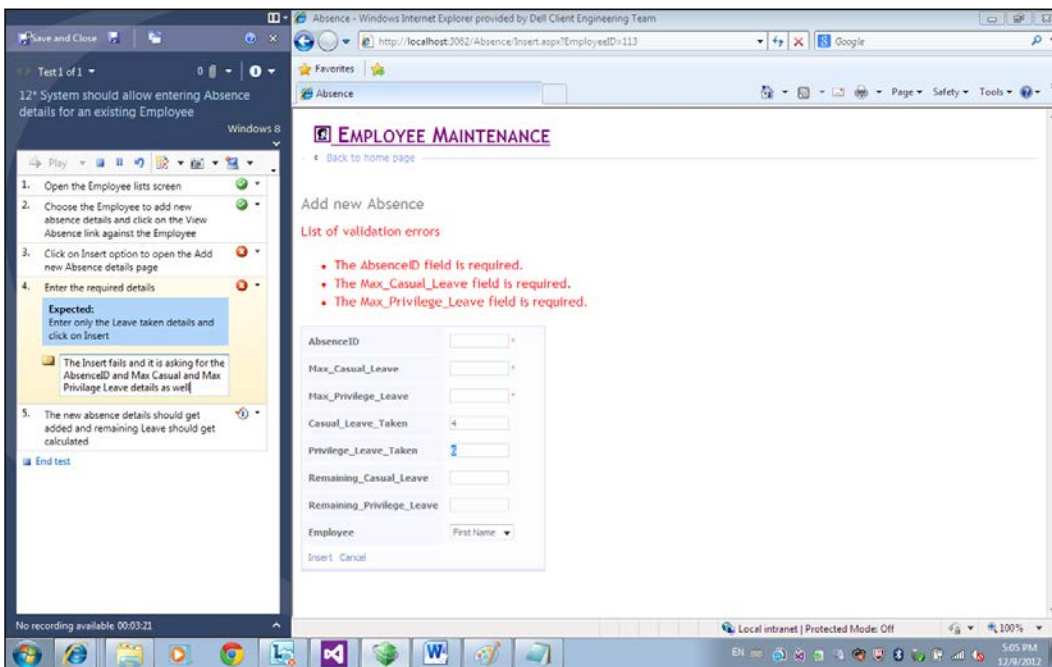 Save and Close
Test 1 of 1
0
12* System should allow entering Absence
details for an existing Employee
Windows 8
Play
1. Open the Employee lists screen
2. Choose the Employee to add new
absence details and click on the View
Absence link against the Employee
3. Click on Insert option to open the Add
new Absence details page
4. Enter the required details
Expected:
Enter only the Leave taken details and
click on Insert
The Insert fails and it is asking for the
AbsenceID and Max Casual and Max
Privilage Leave details as well
5. The new absence details should get
added and remaining Leave should get
calculated
End test
No recording available 00:03:21
Absence - Windows Internet Explorer provided by Dell Client Engineering Team
http://localhost:3062/Absence/Insert.aspx?EmployeeID=113
Google
Favorites
Absence
Page Safety Tools
EMPLOYEE MAINTENANCE
Back to home page
Add new Absence
List of validation errors
• The AbsenceID field is required.
• The Max_Casual_Leave field is required.
• The Max_Privilege_Leave field is required.
AbsenceID *
Max_Casual_Leave *
Max_Privilege_Leave *
Casual_Leave_Taken 4
Privilege_Leave_Taken 6
Remaining_Casual_Leave
Remaining_Privilege_Leave
Employee First Name
Insert Cancel
Local intranet | Protected Mode: Off 100%
EN
5:05 PM
12/9/2012